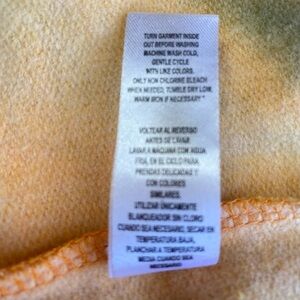 TURN GARMENT INSIDE
OUT BEFORE WASHING
MACHINE WASH COLD,
GENTLE CYCLE
WITH LIKE COLORS.
ONLY NON CHLORINE BLEACH
WHEN NEEDED, TUMBLE DRY LOW,
WARM IRON IF NECESSARY"
VOLTEAR AL REVERSO
ANTES DE LAVAR
LAVAR A MAQUINA CON AGUA
FRIA, EN EL CICLO PARA
PRENDAS DELICADAS Y
CON COLORES
SIMILARES.
UTILIZAR UNICAMENTE
BLANQUEADOR SIN CLORO
CUANDO SEA NECESARIO, SECAR EN
TEMPERATURA BAJA,
PLANCHAR A TEMPERATURA
MEDIA CUANDO SEA
NECESARIO